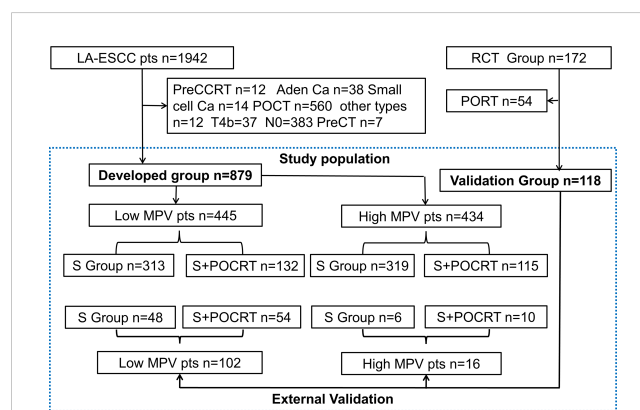 LA-ESCC pts n=1942
RCT Group n=172
PreCCRT n=12 Aden Ca n=38 Small
cell Ca n=14 POCT n=560 other types
n=12 T4b=37 N0=383 PreCT n=7
PORT n=54
Study population
Developed group n=879
Validation Group n=118
Low MPV pts n=445
High MPV pts n=434
S Group n=313
S+POCRT n=132
S Group n=319
S+POCRT n=115
S Group n=48
S+POCRT n=54
S Group n=6
S+POCRT n=10
Low MPV pts n=102
High MPV pts n=16
External Validation